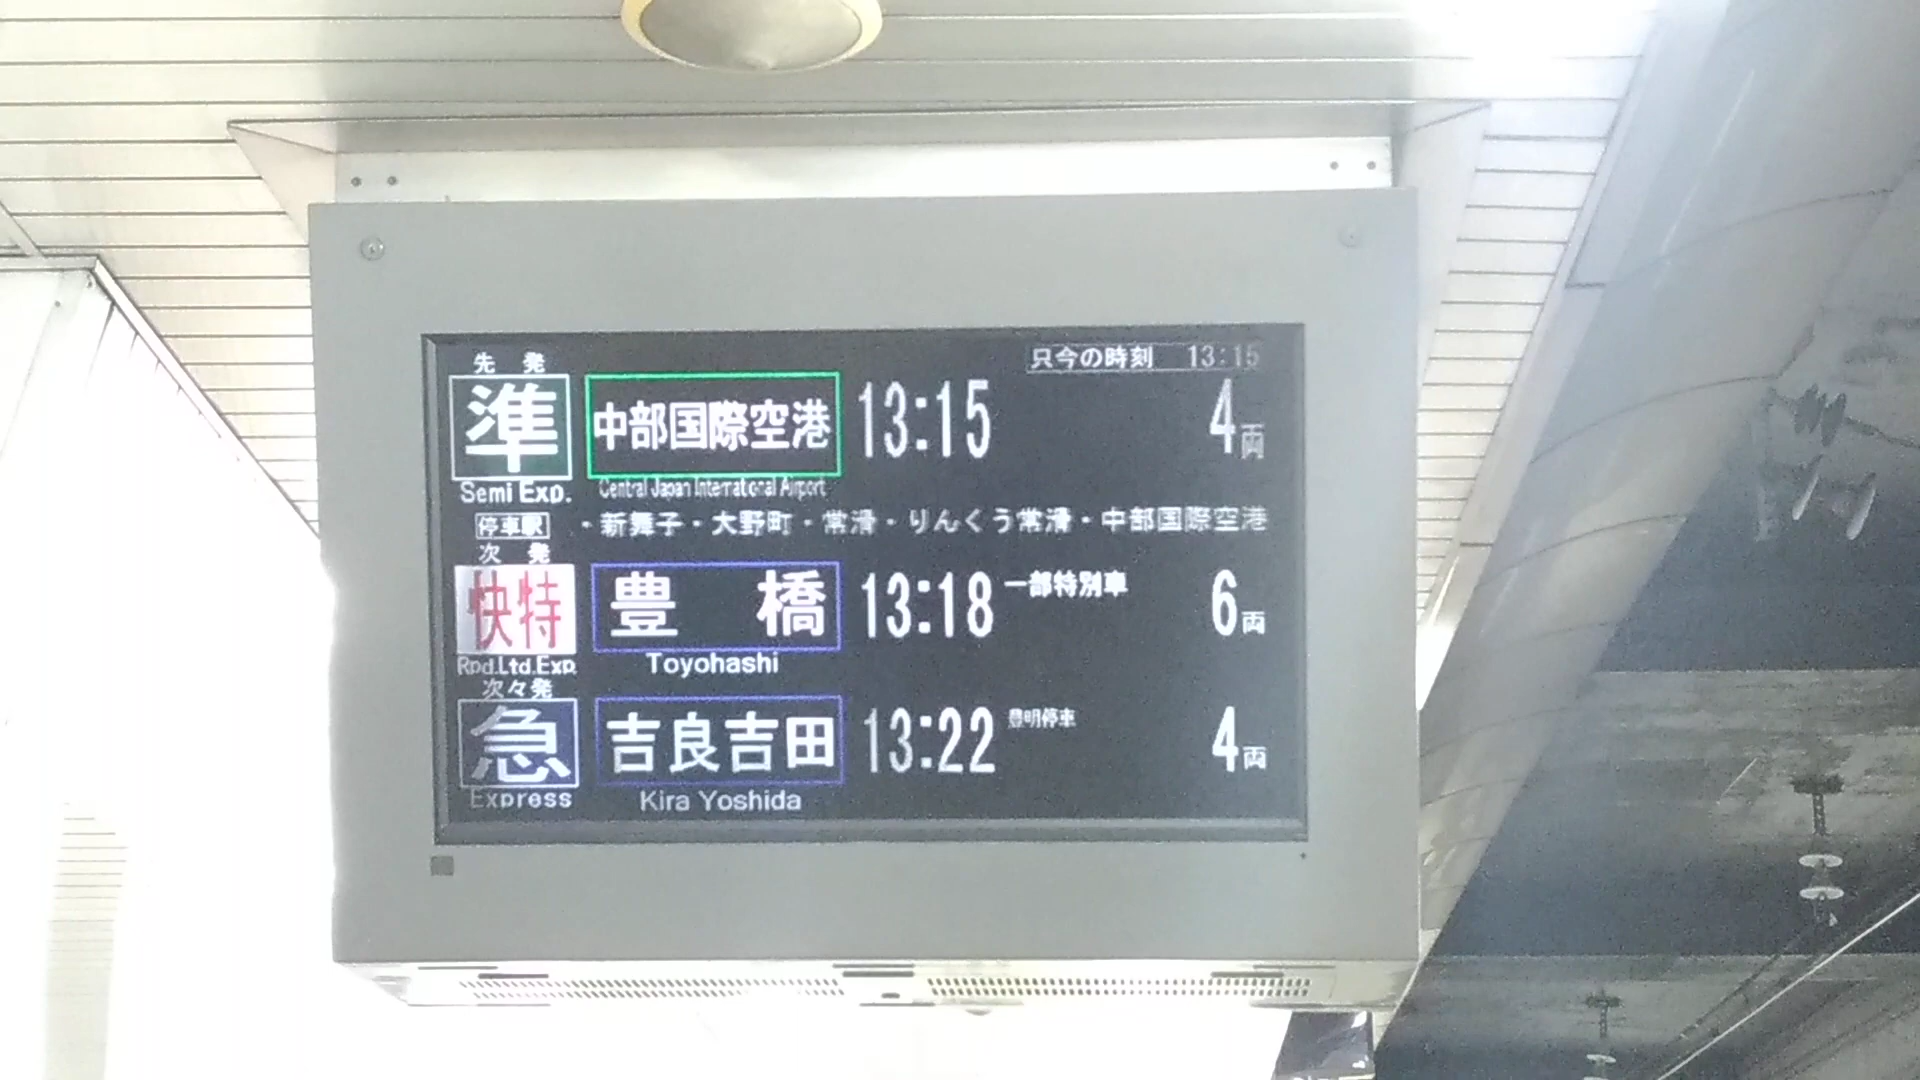 只今の時刻 13:15
先発
準 中部国際空港 13:15 4両
Semi Exp. Central Japan International Airport
停車駅 ・新舞子・大野町・常滑・りんくう常滑・中部国際空港
次発
快特 豊橋 13:18 一部特別車 6両
Rpd.Ltd.Exp. Toyohashi
次々発
急 吉良吉田 13:22 豊明停車 4両
Express Kira Yoshida